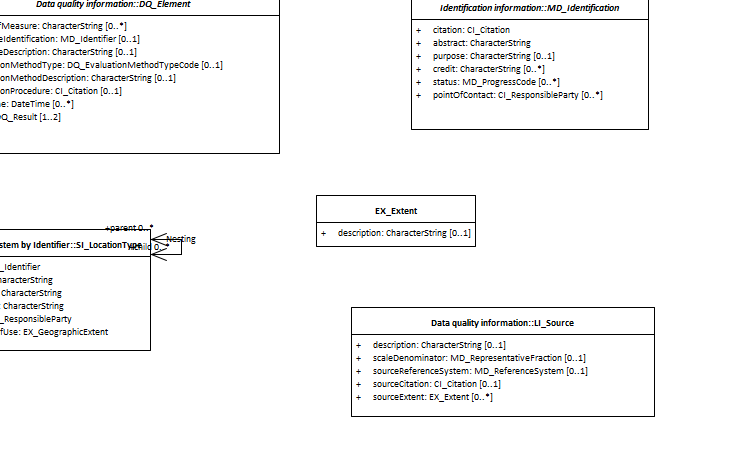 Data quality information::DQ_Element
fMeasure: CharacterString [0..*]
eIdentification: MD_Identifier [0..1]
eDescription: CharacterString [0..1]
onMethodType: DQ_EvaluationMethodTypeCode [0..1]
onMethodDescription: CharacterString [0..1]
onProcedure: CI_Citation [0..1]
ne: DateTime [0..*]
DQ_Result [1..2]
Identification information::MD_Identification
+ citation: CI_Citation
+ abstract: CharacterString
+ purpose: CharacterString [0..1]
+ credit: CharacterString [0..*]
+ status: MD_ProgressCode [0..*]
+ pointOfContact: CI_ResponsibleParty [0..*]
EX_Extent
+ description: CharacterString [0..1]
+parent 0..*
Nesting
+child 0..*
stem by Identifier::SI_LocationType
_Identifier
haracterString
CharacterString
: CharacterString
_ResponsibleParty
fUse: EX_GeographicExtent
Data quality information::LI_Source
+ description: CharacterString [0..1]
+ scaleDenominator: MD_RepresentativeFraction [0..1]
+ sourceReferenceSystem: MD_ReferenceSystem [0..1]
+ sourceCitation: CI_Citation [0..1]
+ sourceExtent: EX_Extent [0..*]